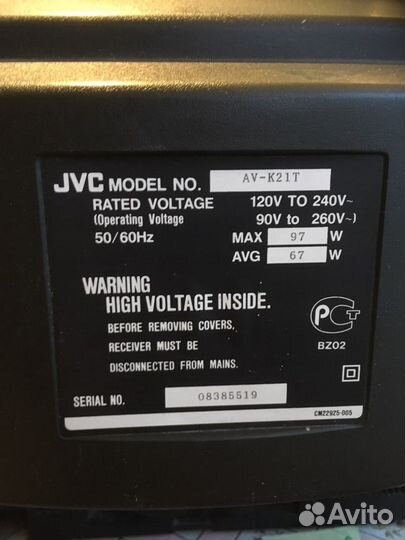 JVC MODEL NO. AV-K21T
RATED VOLTAGE 120V TO 240V~
(Operating Voltage 90V to 260V~)
50/60Hz MAX 97 W
AVG 67 W
WARNING
HIGH VOLTAGE INSIDE.
BEFORE REMOVING COVERS,
RECEIVER MUST BE
DISCONNECTED FROM MAINS.
РСТ
BZ02
SERIAL NO. 08385519
CM22925-005
Avito